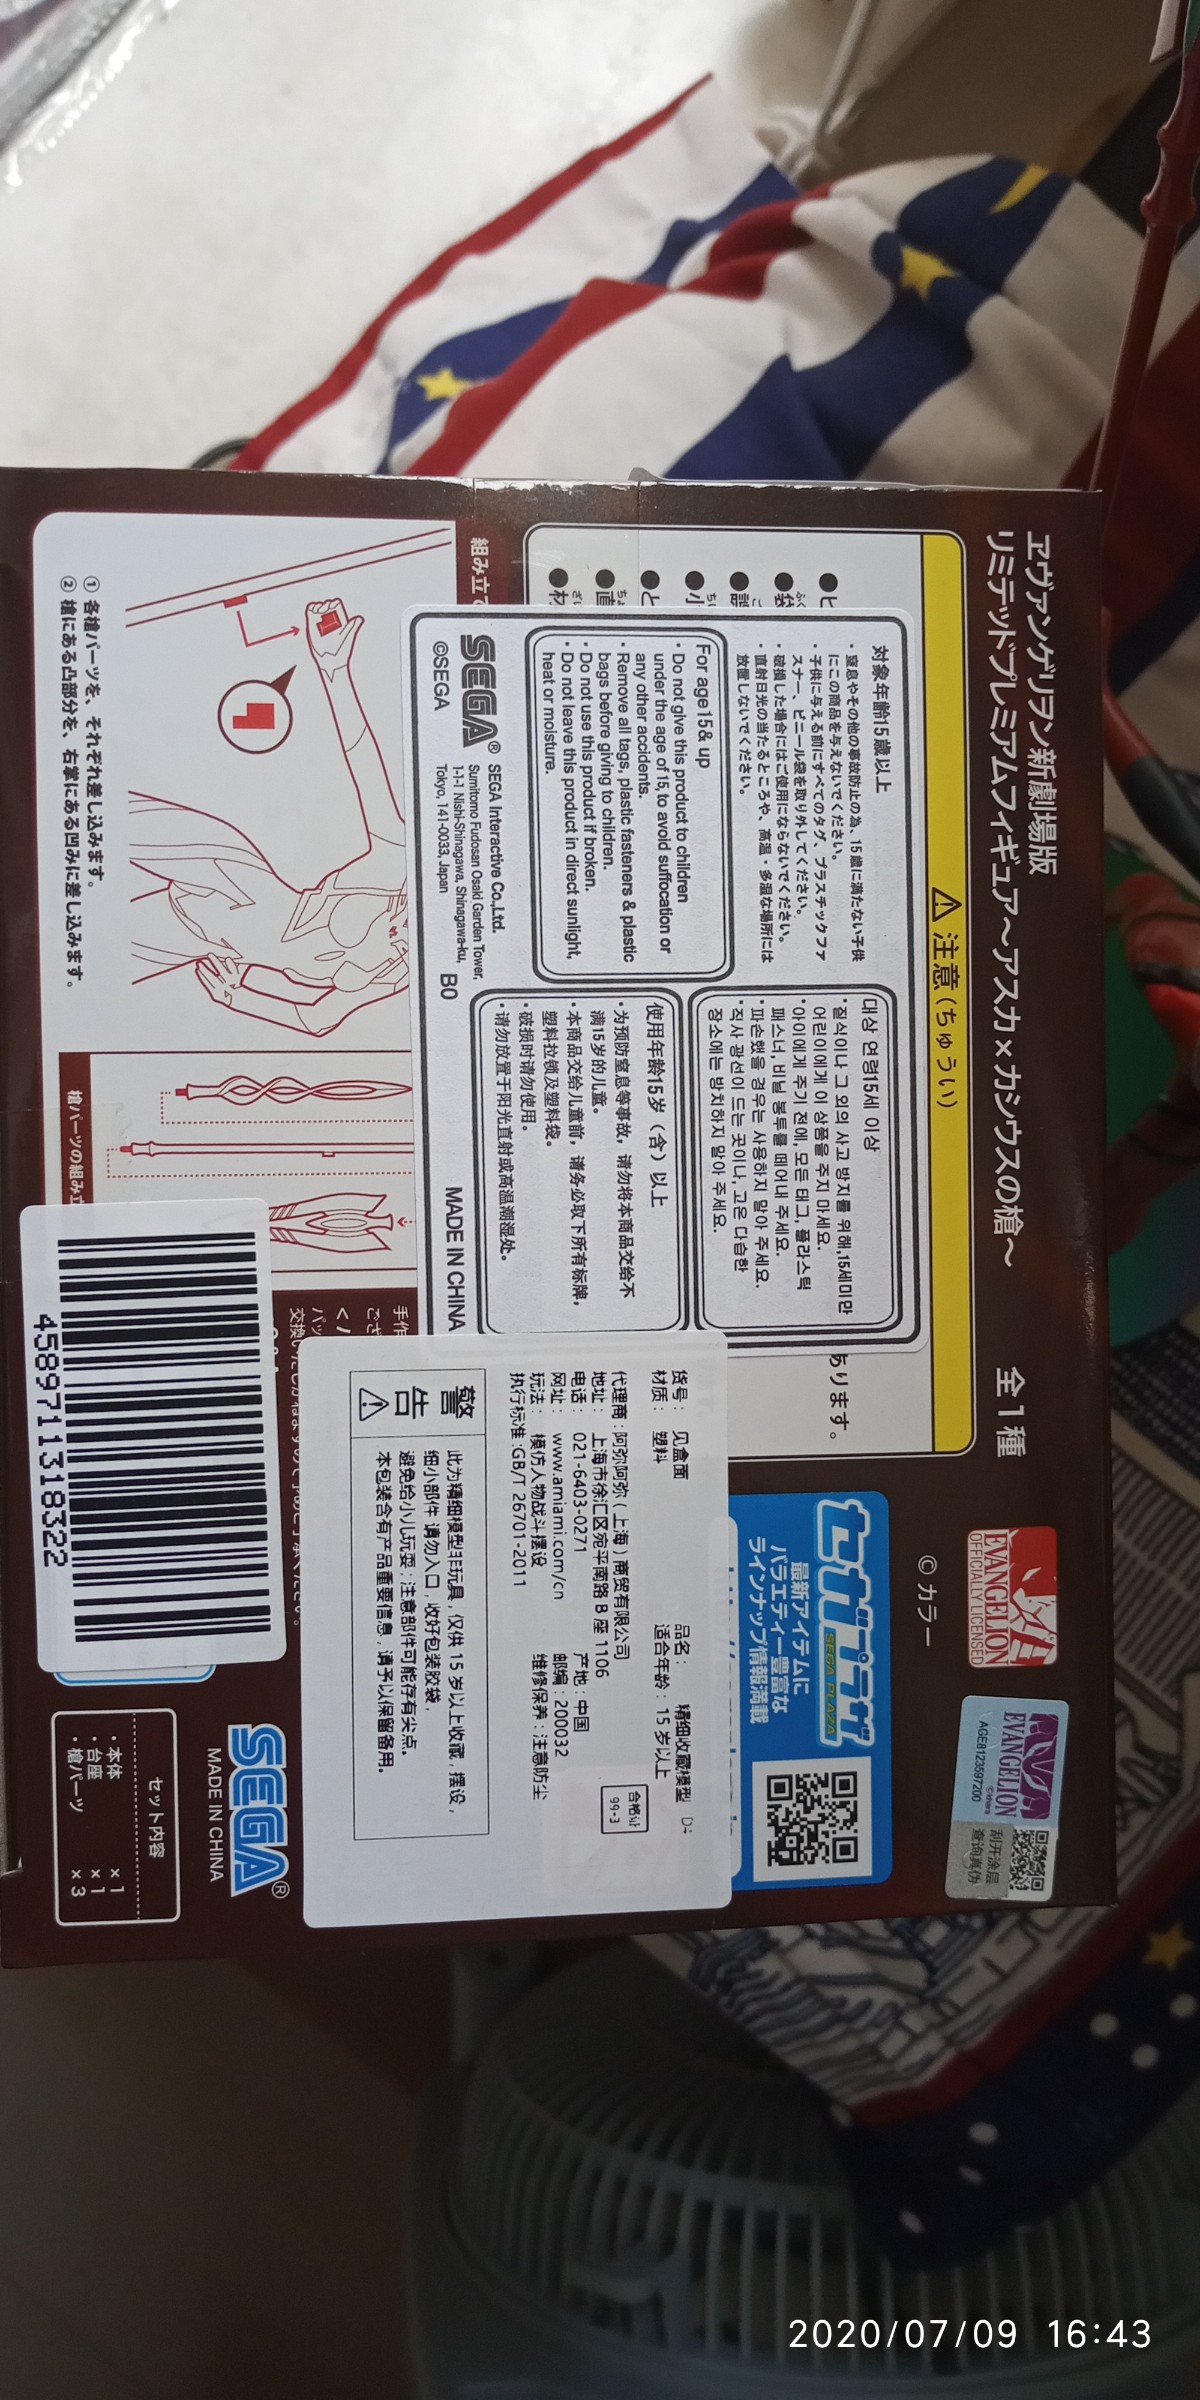 ヱヴァンゲリヲン新劇場版
リミテッドプレミアムフィギュア〜アスカ×カシウスの槍〜
全1種
EVANGELION
OFFICIALLY LICENSED
©カラー
EVANGELION
©khara
AGE8123597200
刮开涂层
查询真伪
注意(ちゅうい)
あります。
対象年齢15歳以上
・窒息やその他の事故防止の為、15歳に満たない子供
にこの商品を与えないでください。
・子供に与える前にすべてのタグ、プラスチックファ
スナー、ビニール袋を取り外してください。
・破損した場合にはご使用にならないでください。
・直射日光の当たるところや、高温・多湿な場所には
放置しないでください。
대상 연령15세 이상
・질식이나 그 외의 사고 방지를 위해,15세미만
어린이에게 이 상품을 주지 마세요.
・아이에게 주기 전에, 모든 태그, 플라스틱
패스너, 비닐 봉투를 떼어내 주세요.
・파손했을 경우는 사용하지 말아 주세요.
・직사 광선이 드는 곳이나, 고온 다습한
장소에는 방치하지 말아 주세요.
For age15& up
・Do not give this product to children
under the age of 15,to avoid suffocation or
any other accidents.
・Remove all tags, plastic fasteners & plastic
bags before giving to children.
・Do not use this product if broken.
・Do not leave this product in direct sunlight,
heat or moisture.
使用年龄15岁（含）以上
・为预防窒息等事故，请勿将本商品交给不
满15岁的儿童。
・本商品交给儿童前，请务必取下所有标牌，
塑料拉锁及塑料袋。
・破损时请勿使用。
・请勿放置于阳光直射或高温潮湿处。
SEGA®
©SEGA
SEGA Interactive Co.,Ltd.
Sumitomo Fudosan Osaki Garden Tower,
1-1-1 Nishi-Shinagawa, Shinagawa-ku,
Tokyo, 141-0033, Japan
B0
MADE IN CHINA
セガプラザ
SEGA PLAZA
最新アイテムに
バラエティー豊富な
ラインナップ情報満載
货号： 见盒面
品名： 精细收藏模型
材质： 塑料
适合年龄：15岁以上
代理商：阿弥阿弥（上海）商贸有限公司
地址： 上海市徐汇区宛平南路 B 座 1106
电话： 021-6403-0271
产地：中国
网址： www.amiami.com/cn
邮编：200032
玩法： 模仿人物战斗摆设
维修保养：注意防尘
执行标准:GB/T 26701-2011
合格证
99-3
警告
此为精细模型非玩具，仅供 15 岁以上收藏，摆设，
细小部件 请勿入口，收好包装胶袋，
避免给小儿玩耍；注意部件可能存有尖点。
本包装含有产品重要信息，请予以保留备用。
組み立て
① 各槍パーツを、それぞれ差し込みます。
② 槍にある凸部分を、右掌にある凹みに差し込みます。
槍パーツの組み立
4589711318322
SEGA®
MADE IN CHINA
セット内容
・本体 ×1
・台座 ×1
・槍パーツ ×3
2020/07/09 16:43